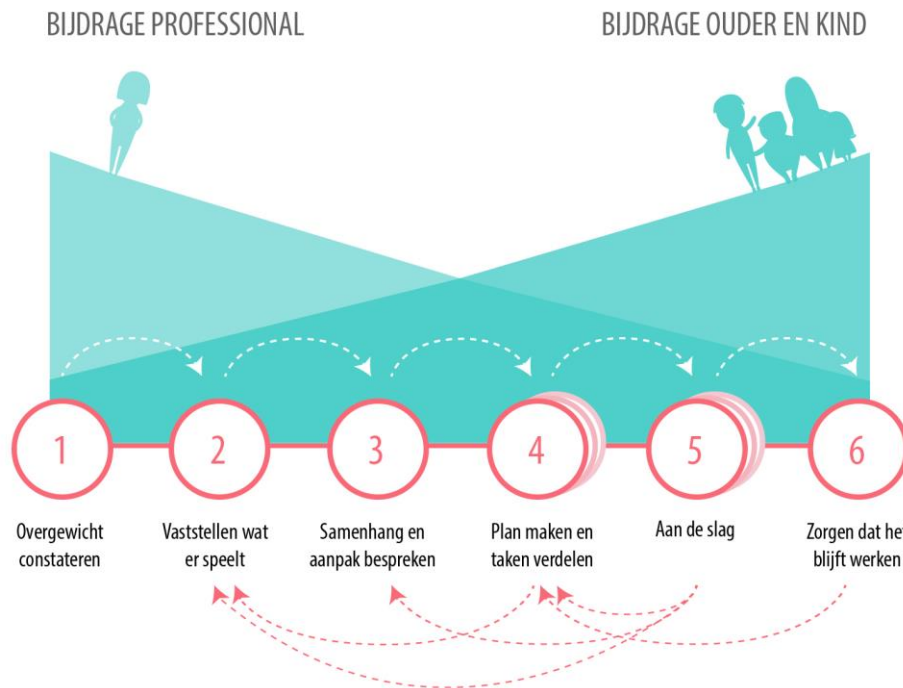 BIJDRAGE PROFESSIONAL
BIJDRAGE OUDER EN KIND
1
2
3
4
5
6
Overgewicht
constateren
Vaststellen wat
er speelt
Samenhang en
aanpak bespreken
Plan maken en
taken verdelen
Aan de slag
Zorgen dat he
blijft werken